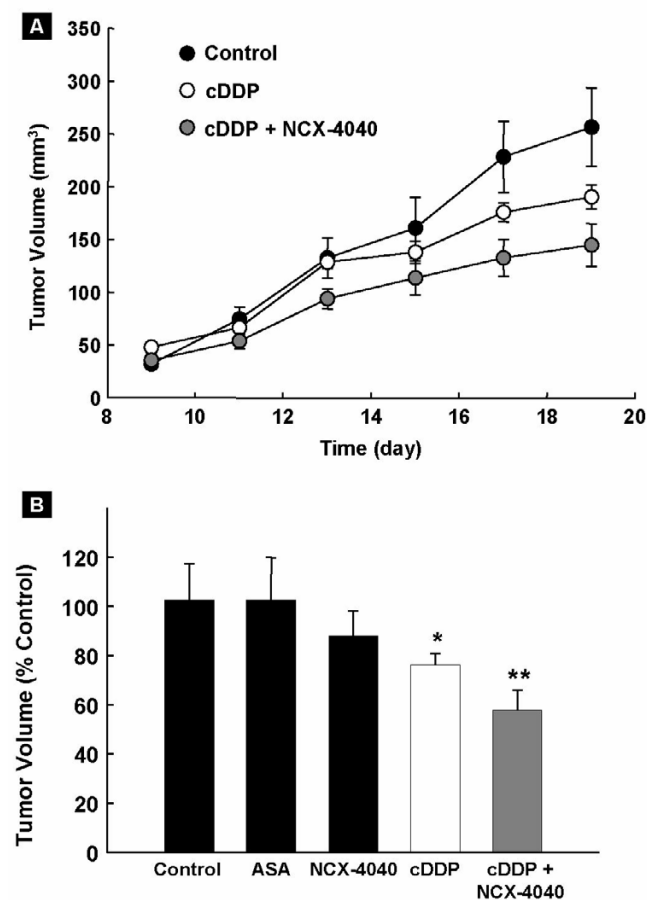 A
350
300
250
200
150
100
50
0
Tumor Volume (mm³)
Control
cDDP
cDDP + NCX-4040
8 10 12 14 16 18 20
Time (day)
B
120
100
80
60
40
20
0
Tumor Volume (% Control)
*
**
Control ASA NCX-4040 cDDP cDDP +
NCX-4040